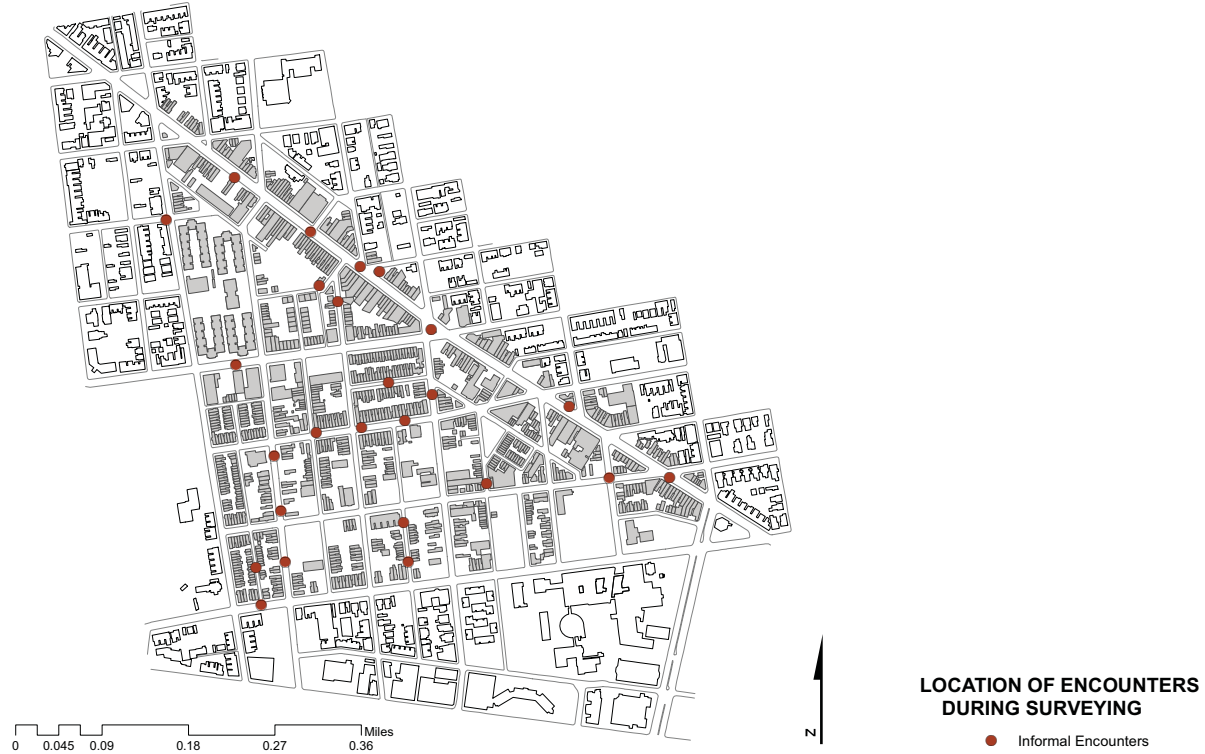 LOCATION OF ENCOUNTERS
DURING SURVEYING
Informal Encounters
N
Miles
0 0.045 0.09 0.18 0.27 0.36